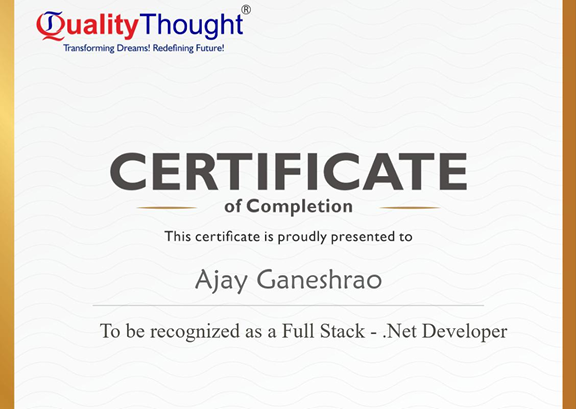 QualityThought®
Transforming Dreams! Redefining Future!
CERTIFICATE
of Completion
This certificate is proudly presented to
Ajay Ganeshrao
To be recognized as a Full Stack - .Net Developer